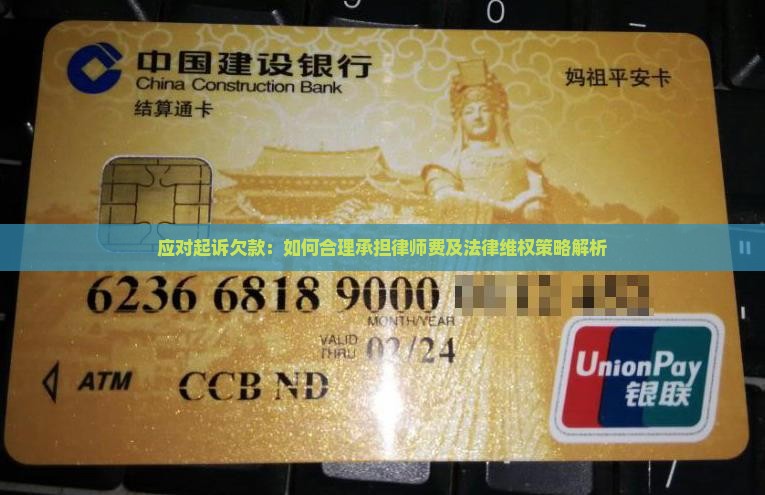 中国建设银行
China Construction Bank
妈祖平安卡
结算通卡
应对起诉欠款：如何合理承担律师费及法律维权策略解析
6236 6818 9000
MONTH/YEAR
VALID
THRU
02/24
ATM
CCB ND
UnionPay
银联